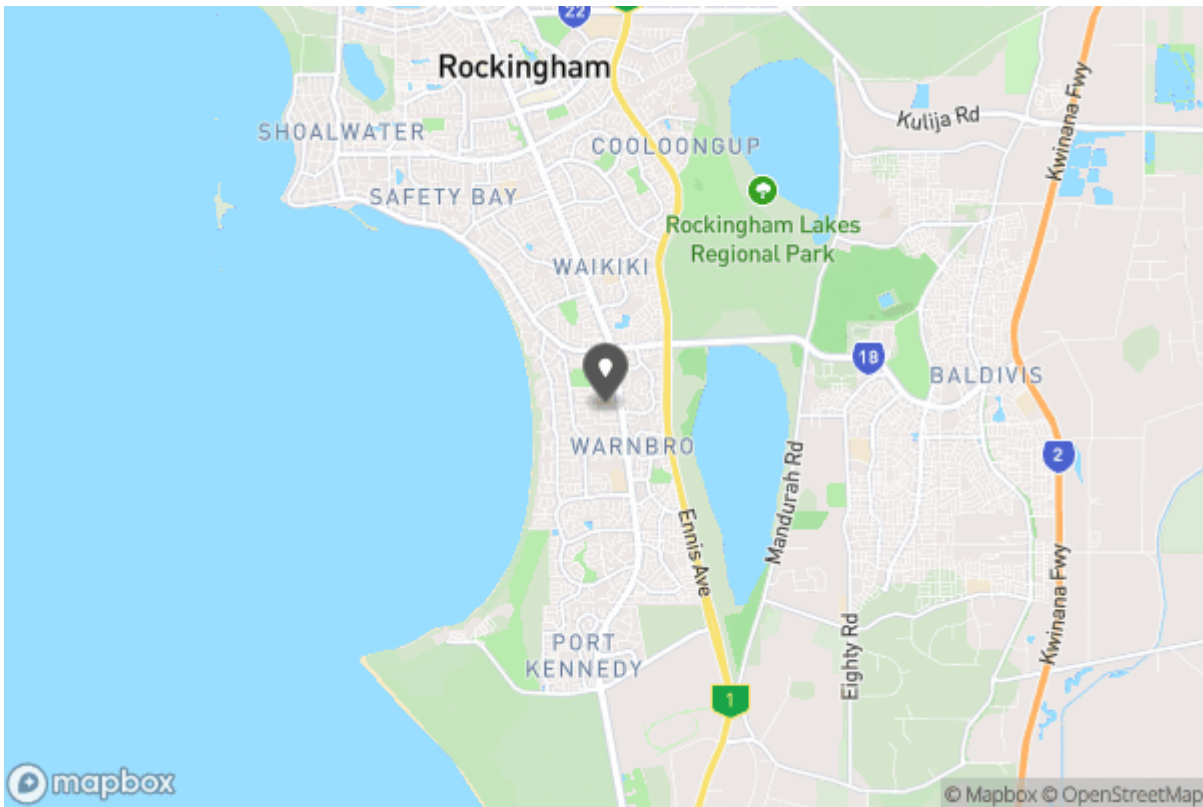 22
Rockingham
Kwinana Fwy
Kulija Rd
SHOALWATER
COOLOONGUP
SAFETY BAY
Rockingham Lakes
Regional Park
WAIKIKI
18
BALDIVIS
WARNBRO
2
Mandurah Rd
Ennis Ave
Kwinana Fwy
Eighty Rd
PORT
KENNEDY
1
mapbox
© Mapbox © OpenStreetMap